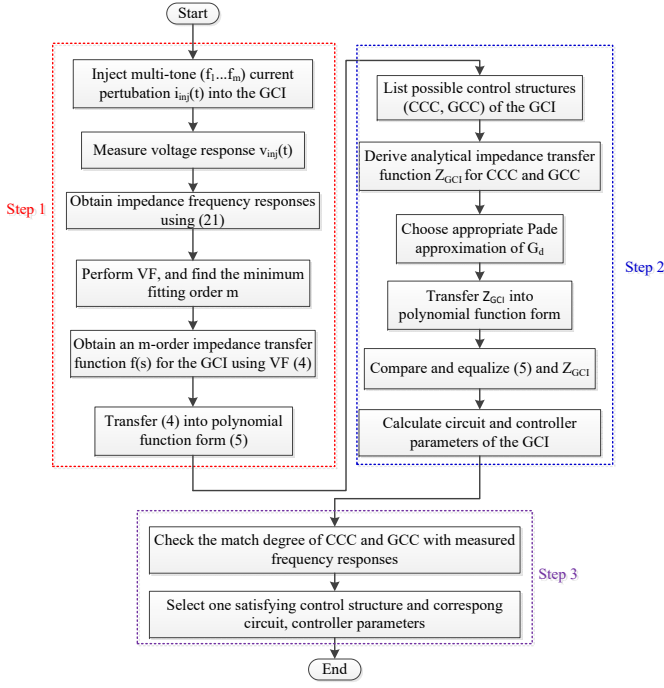 Start
Step 1
Inject multi-tone (f1...fm) current
pertubation iinj(t) into the GCI
Measure voltage response vinj(t)
Obtain impedance frequency responses
using (21)
Perform VF, and find the minimum
fitting order m
Obtain an m-order impedance transfer
function f(s) for the GCI using VF (4)
Transfer (4) into polynomial
function form (5)
List possible control structures
(CCC, GCC) of the GCI
Derive analytical impedance transfer
function ZGCI for CCC and GCC
Choose appropriate Pade
approximation of Gd
Step 2
Transfer ZGCI into
polynomial function form
Compare and equalize (5) and ZGCI
Calculate circuit and controller
parameters of the GCI
Check the match degree of CCC and GCC with measured
frequency responses
Step 3
Select one satisfying control structure and correspong
circuit, controller parameters
End